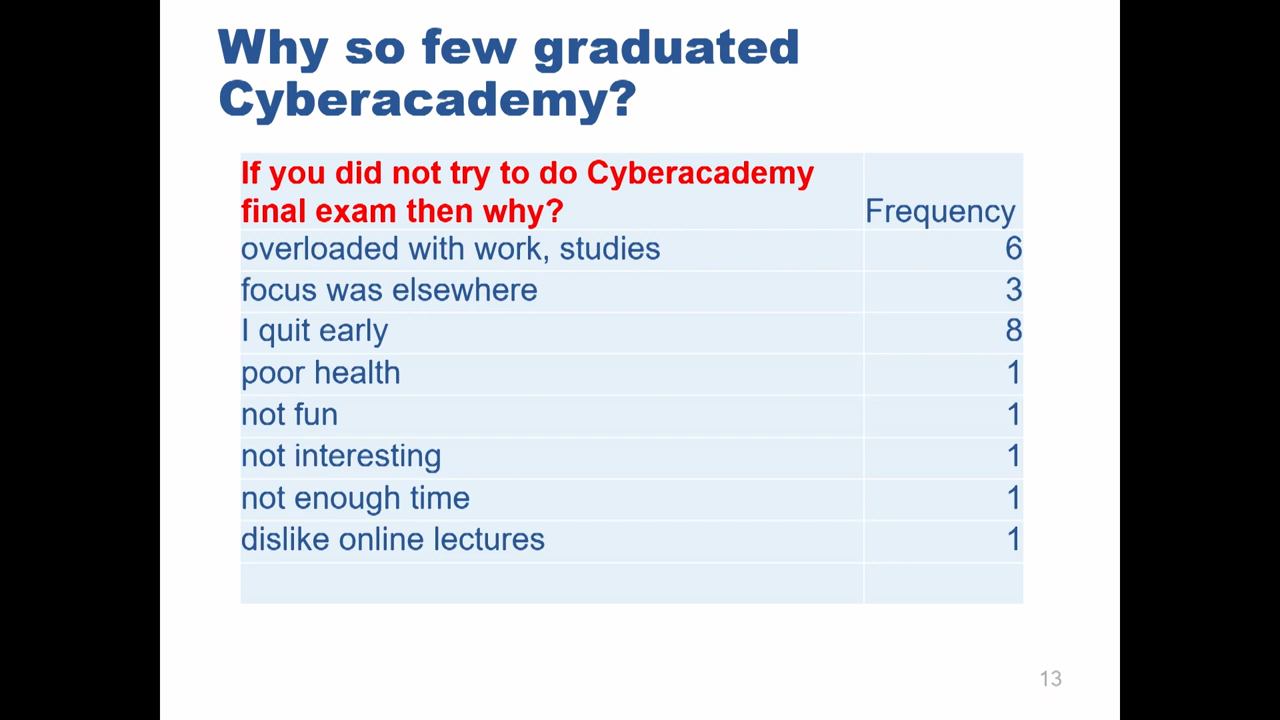 Why so few graduated
Cyberacademy?
If you did not try to do Cyberacademy
final exam then why? Frequency
overloaded with work, studies 6
focus was elsewhere 3
I quit early 8
poor health 1
not fun 1
not interesting 1
not enough time 1
dislike online lectures 1
13